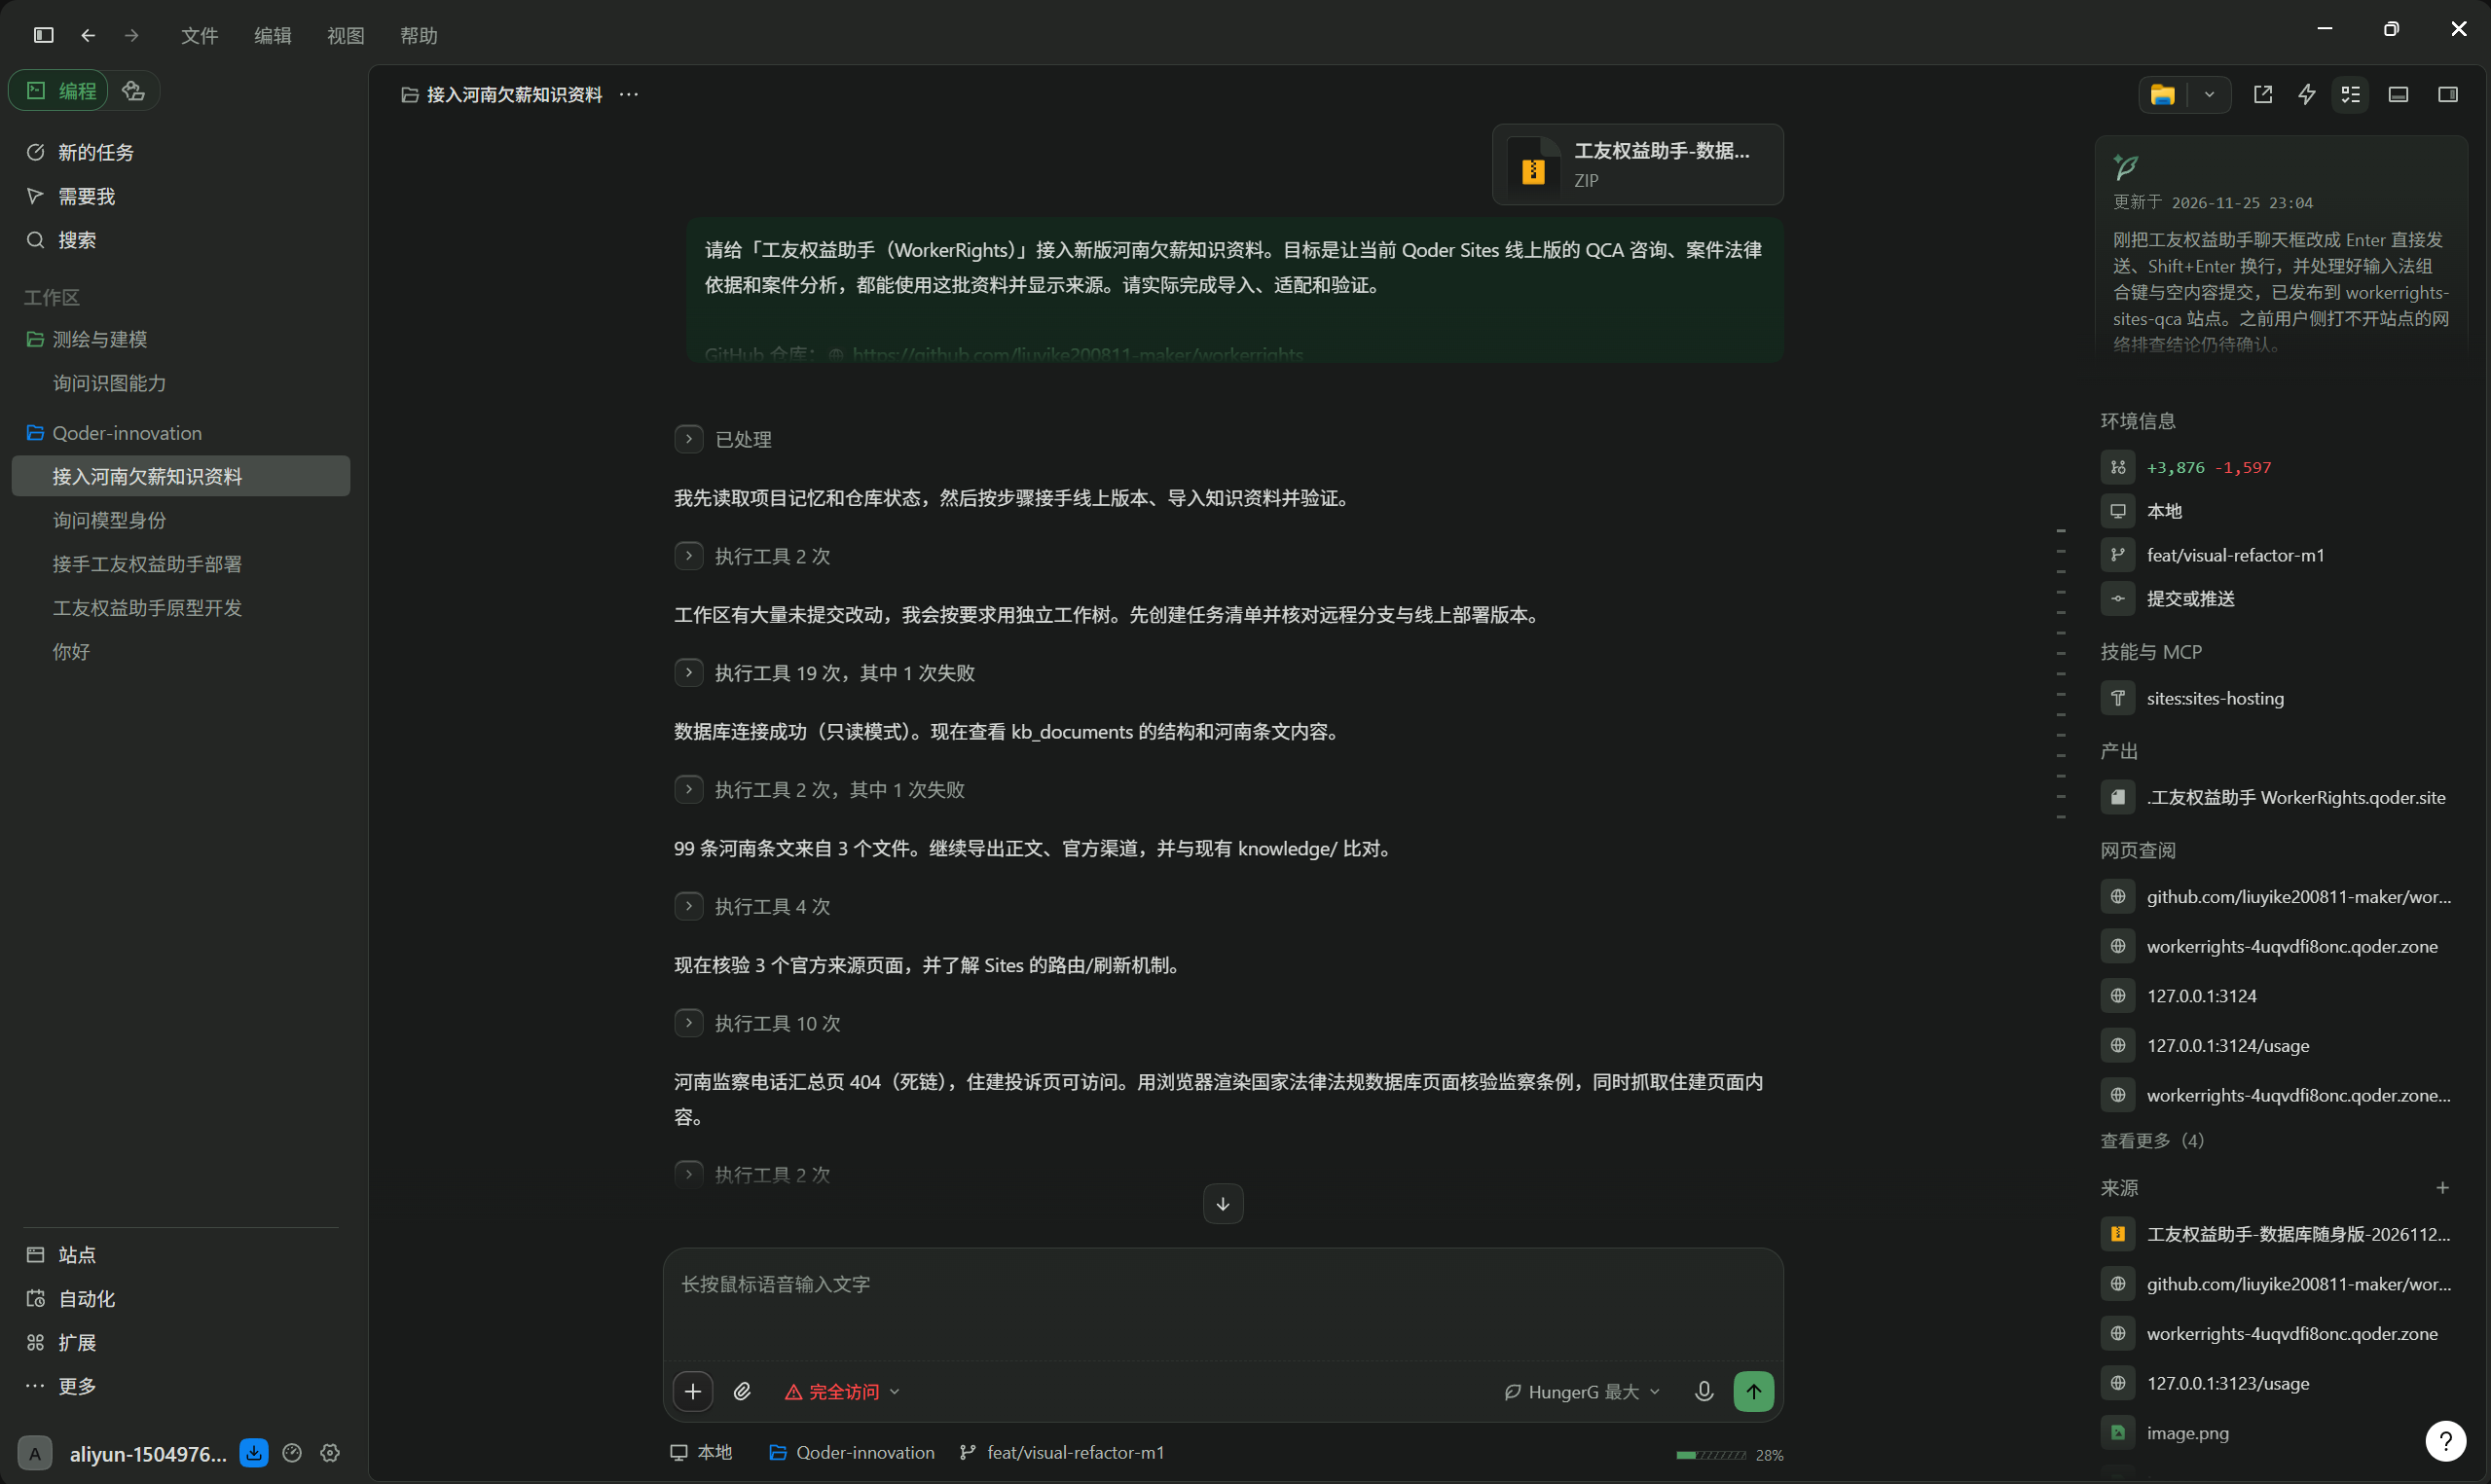 文件 编辑 视图 帮助
编程
新的任务
需要我
搜索
工作区
测绘与建模
询问识图能力
Qoder-innovation
接入河南欠薪知识资料
询问模型身份
接手工友权益助手部署
工友权益助手原型开发
你好
站点
自动化
扩展
更多
A aliyun-1504976...
接入河南欠薪知识资料 ···
工友权益助手-数据...
ZIP
请给「工友权益助手（WorkerRights）」接入新版河南欠薪知识资料。目标是让当前 Qoder Sites 线上版的 QCA 咨询、案件法律
依据和案件分析，都能使用这批资料并显示来源。请实际完成导入、适配和验证。
GitHub 仓库： https://github.com/liuyike200811-maker/workerrights
已处理
我先读取项目记忆和仓库状态，然后按步骤接手线上版本、导入知识资料并验证。
执行工具 2 次
工作区有大量未提交改动，我会按要求用独立工作树。先创建任务清单并核对远程分支与线上部署版本。
执行工具 19 次，其中 1 次失败
数据库连接成功（只读模式）。现在查看 kb_documents 的结构和河南条文内容。
执行工具 2 次，其中 1 次失败
99 条河南条文来自 3 个文件。继续导出正文、官方渠道，并与现有 knowledge/ 比对。
执行工具 4 次
现在核验 3 个官方来源页面，并了解 Sites 的路由/刷新机制。
执行工具 10 次
河南监察电话汇总页 404（死链），住建投诉页可访问。用浏览器渲染国家法律法规数据库页面核验监察条例，同时抓取住建页面内
容。
执行工具 2 次
长按鼠标语音输入文字
完全访问
HungerG 最大
本地 Qoder-innovation feat/visual-refactor-m1
28%
更新于 2026-11-25 23:04
刚把工友权益助手聊天框改成 Enter 直接发
送、Shift+Enter 换行，并处理好输入法组
合键与空内容提交，已发布到 workerrights-
sites-qca 站点。之前用户侧打不开站点的网
络排查结论仍待确认。
环境信息
+3,876 -1,597
本地
feat/visual-refactor-m1
提交或推送
技能与 MCP
sites:sites-hosting
产出
.工友权益助手 WorkerRights.qoder.site
网页查阅
github.com/liuyike200811-maker/wor...
workerrights-4uqvdfi8onc.qoder.zone
127.0.0.1:3124
127.0.0.1:3124/usage
workerrights-4uqvdfi8onc.qoder.zone...
查看更多（4）
来源
工友权益助手-数据库随身版-2026112...
github.com/liuyike200811-maker/wor...
workerrights-4uqvdfi8onc.qoder.zone
127.0.0.1:3123/usage
image.png
?